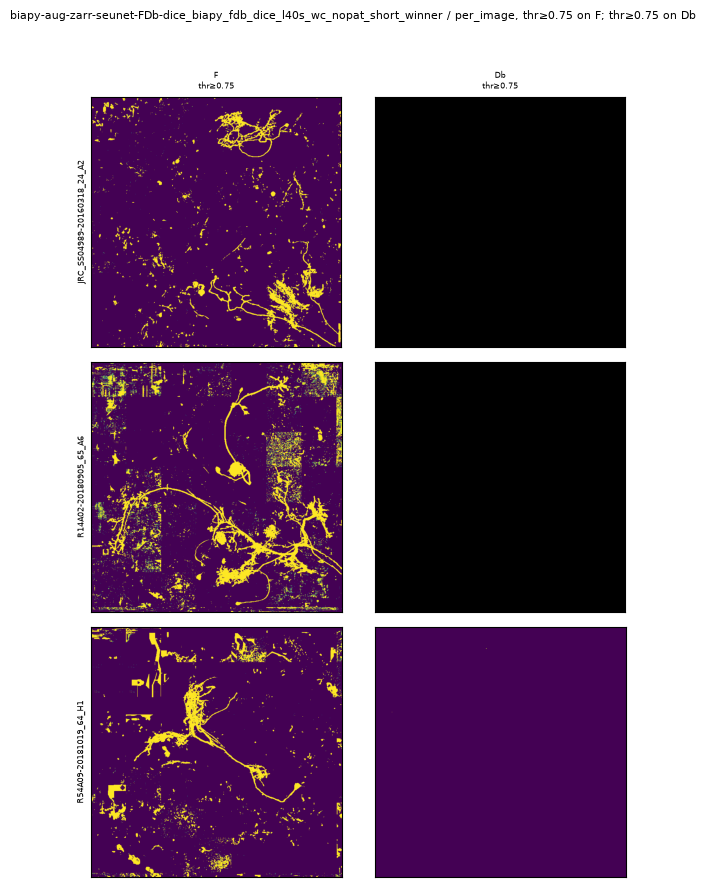 biapy-aug-zarr-seunet-FDb-dice_biapy_fdb_dice_l40s_wc_nopat_short_winner / per_image, thr≥0.75 on F; thr≥0.75 on Db
F
thr≥0.75
Db
thr≥0.75
JRC_SS04989-20160318_24_A2
R14A02-20180905_65_A6
R54A09-20181019_64_H1